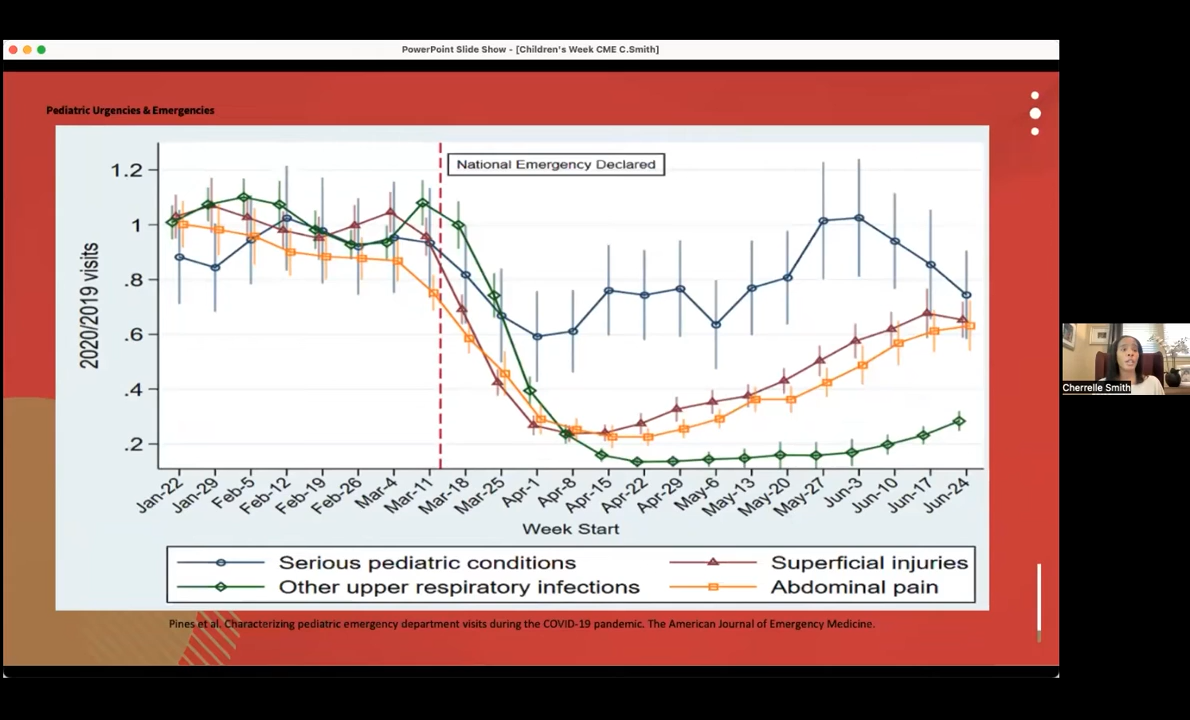 PowerPoint Slide Show - [Children's Week CME C.Smith]
Pediatric Urgencies & Emergencies
National Emergency Declared
2020/2019 visits
1.2
1
.8
.6
.4
.2
Jan-22 Jan-29 Feb-5 Feb-12 Feb-19 Feb-26 Mar-4 Mar-11 Mar-18 Mar-25 Apr-1 Apr-8 Apr-15 Apr-22 Apr-29 May-6 May-13 May-20 May-27 Jun-3 Jun-10 Jun-17 Jun-24
Week Start
Serious pediatric conditions Superficial injuries
Other upper respiratory infections Abdominal pain
Pines et al. Characterizing pediatric emergency department visits during the COVID-19 pandemic. The American Journal of Emergency Medicine.
Cherrelle Smith